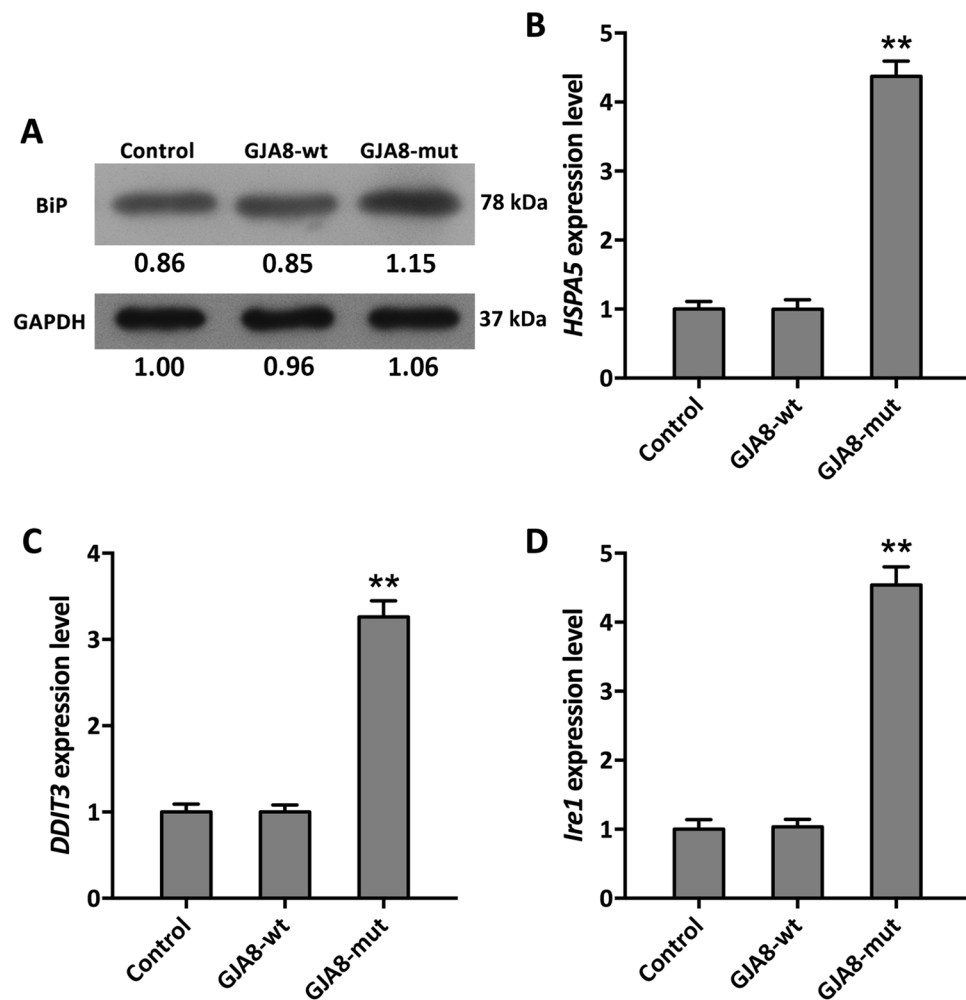 A
Control GJA8-wt GJA8-mut
BiP 78 kDa
0.86 0.85 1.15
GAPDH 37 kDa
1.00 0.96 1.06
B
HSPA5 expression level
5
4
3
2
1
0
**
Control GJA8-wt GJA8-mut
C
DDIT3 expression level
4
3
2
1
0
**
Control GJA8-wt GJA8-mut
D
Ire1 expression level
5
4
3
2
1
0
**
Control GJA8-wt GJA8-mut